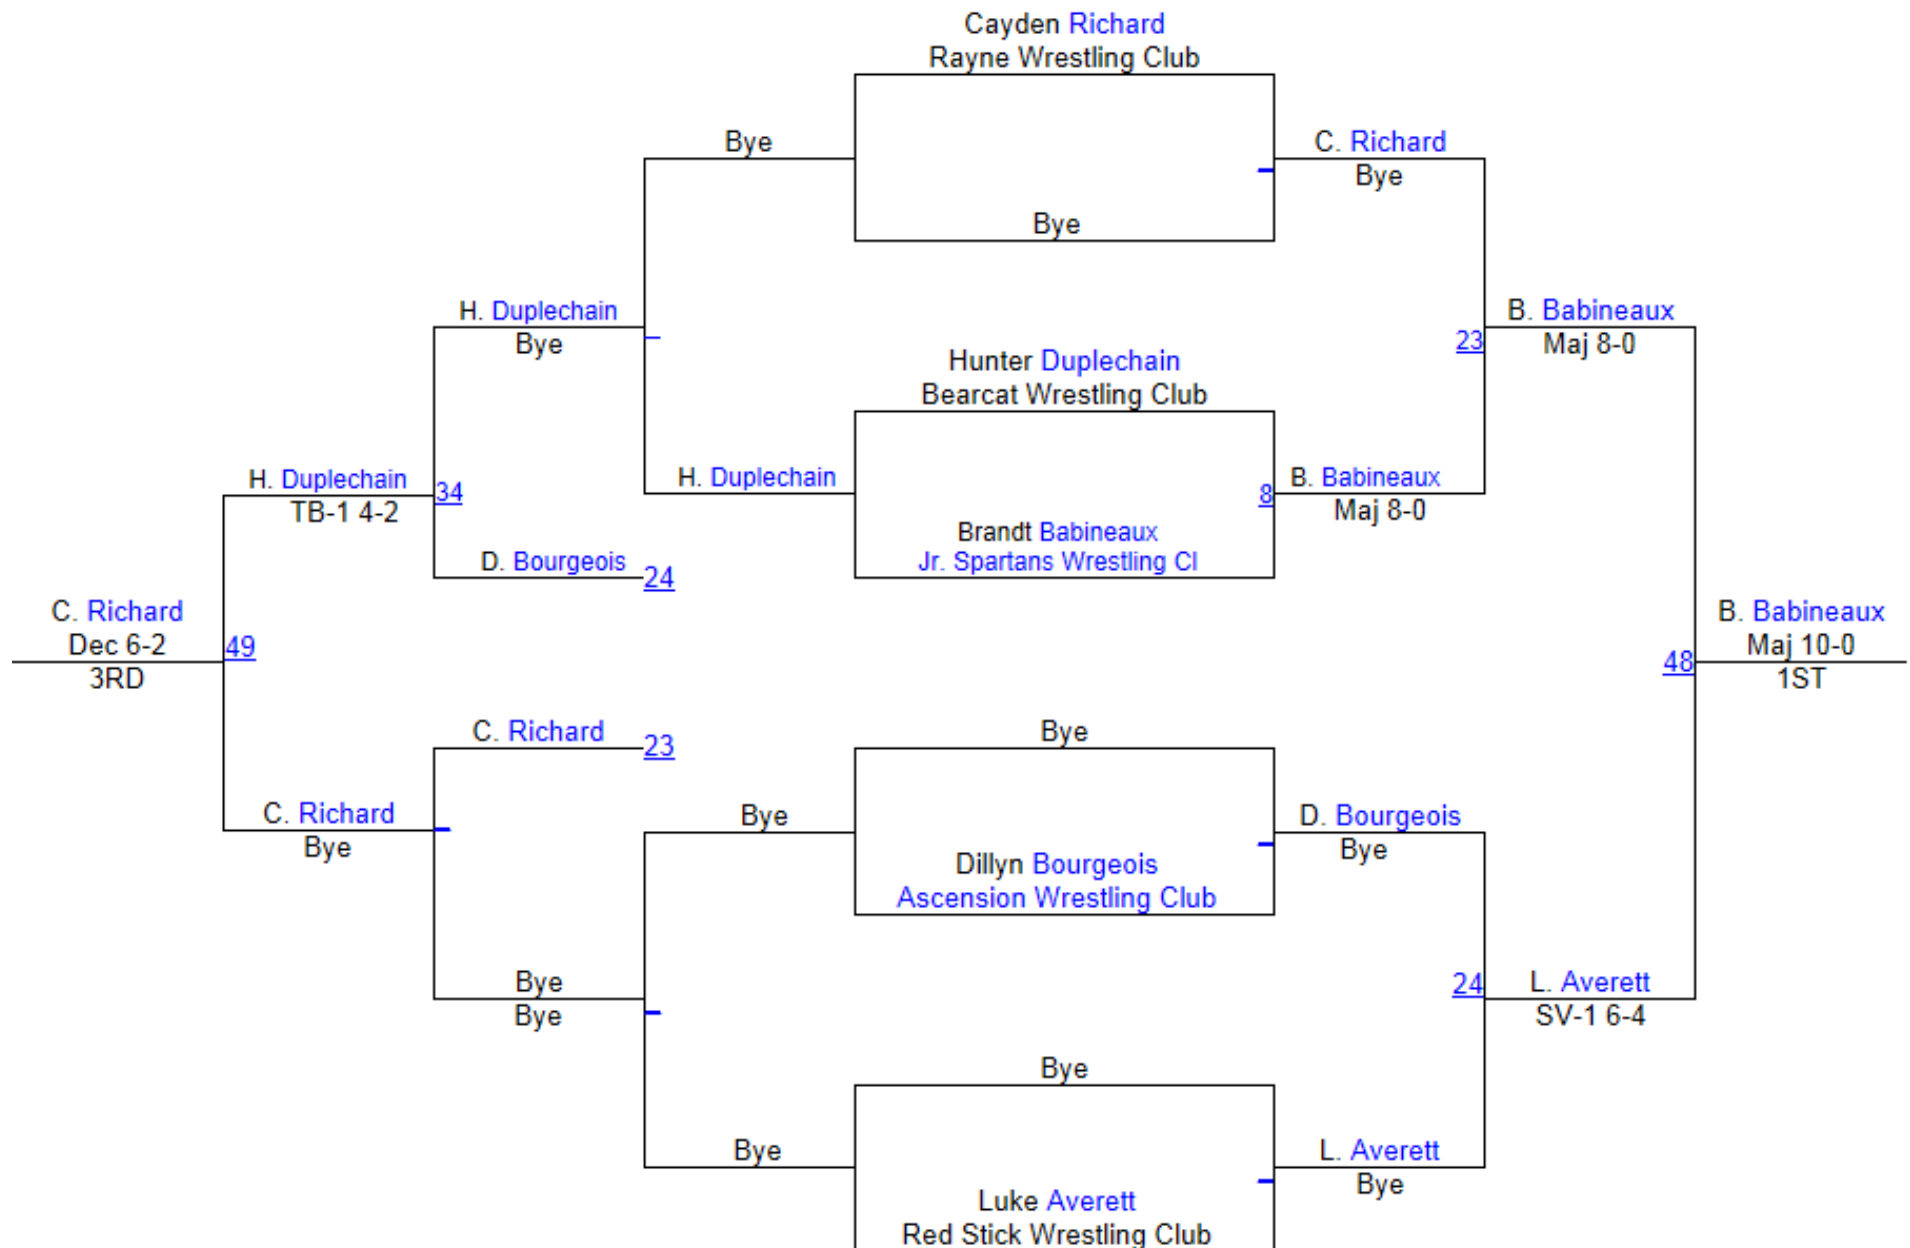 Cayden Richard
Rayne Wrestling Club
Bye
C. Richard
Bye
Bye
H. Duplechain
Bye
B. Babineaux
Maj 8-0
23
Hunter Duplechain
Bearcat Wrestling Club
H. Duplechain
TB-1 4-2
34
H. Duplechain
8
B. Babineaux
Maj 8-0
Brandt Babineaux
Jr. Spartans Wrestling Cl
D. Bourgeois
24
C. Richard
Dec 6-2
3RD
49
B. Babineaux
Maj 10-0
1ST
48
C. Richard
23
Bye
C. Richard
Bye
Bye
D. Bourgeois
Bye
Dillyn Bourgeois
Ascension Wrestling Club
Bye
Bye
24
L. Averett
SV-1 6-4
Bye
Bye
L. Averett
Bye
Luke Averett
Red Stick Wrestling Club